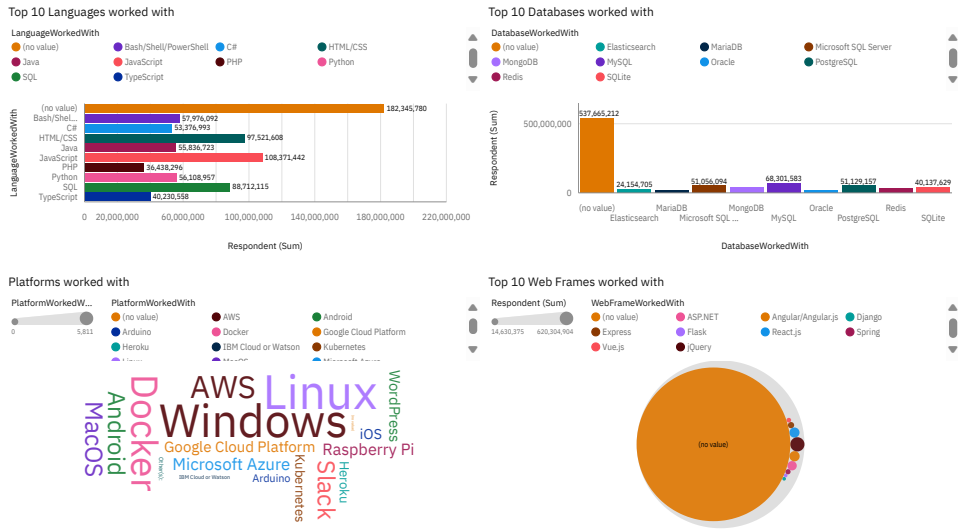 Top 10 Languages worked with
LanguageWorkedWith
(no value) Bash/Shell/PowerShell C# HTML/CSS
Java JavaScript PHP Python
SQL TypeScript
LanguageWorkedWith
(no value) 182,345,780
Bash/Shel... 57,976,092
C# 53,376,993
HTML/CSS 97,521,608
Java 55,836,723
JavaScript 108,371,442
PHP 36,438,296
Python 56,108,957
SQL 88,712,115
TypeScript 40,230,558
0 20,000,000 60,000,000 100,000,000 140,000,000 180,000,000 220,000,000
Respondent (Sum)
Top 10 Databases worked with
DatabaseWorkedWith
(no value) Elasticsearch MariaDB Microsoft SQL Server
MongoDB MySQL Oracle PostgreSQL
Redis SQLite
Respondent (Sum)
500,000,000
0
537,665,212
24,154,705
51,056,094
68,301,583
51,129,157
40,137,629
(no value) MariaDB MongoDB Oracle Redis
Elasticsearch Microsoft SQL ... MySQL PostgreSQL SQLite
DatabaseWorkedWith
Platforms worked with
PlatformWorkedW...
0 5,811
PlatformWorkedWith
(no value) AWS Android
Arduino Docker Google Cloud Platform
Heroku IBM Cloud or Watson Kubernetes
Linux MacOS Microsoft Azure
MacOS
Android
Docker
AWS
Linux
Windows
WordPress
iOS
Google Cloud Platform
Raspberry Pi
Microsoft Azure
Other(s):
IBM Cloud or Watson
Arduino
Kubernetes
Slack
Heroku
Top 10 Web Frames worked with
Respondent (Sum)
14,630,375 620,304,904
WebFrameWorkedWith
(no value) ASP.NET Angular/Angular.js Django
Express Flask React.js Spring
Vue.js jQuery
(no value)